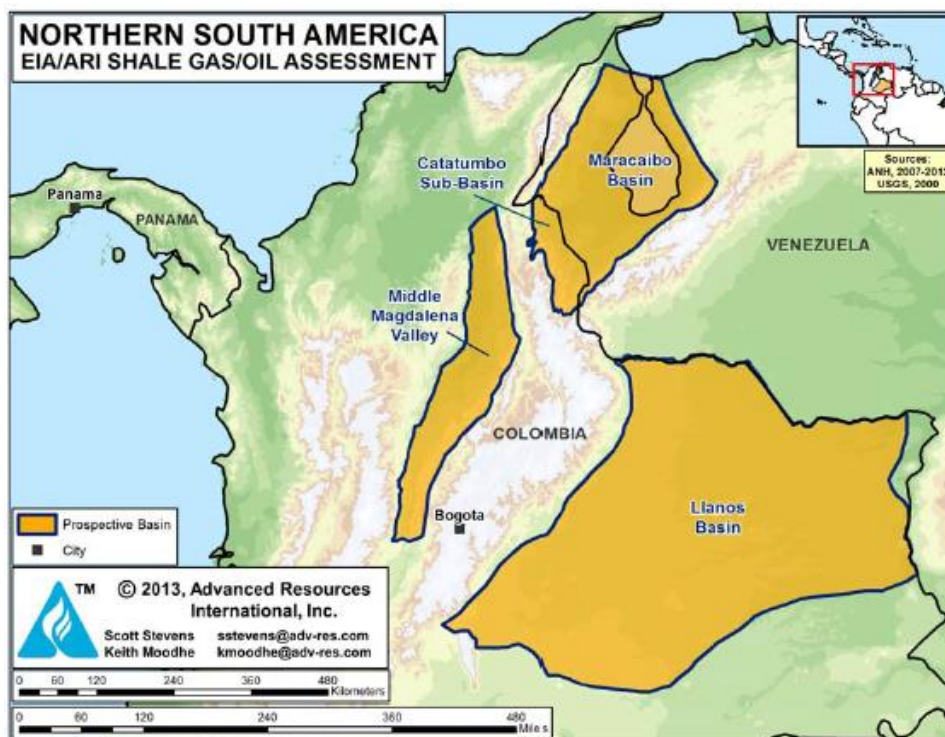 NORTHERN SOUTH AMERICA
EIA/ARI SHALE GAS/OIL ASSESSMENT
Sources:
ANH, 2007-2013
USGS, 2000
Catatumbo
Sub-Basin
Maracaibo
Basin
Panama
PANAMA
VENEZUELA
Middle
Magdalena
Valley
COLOMBIA
Llanos
Basin
Bogota
Prospective Basin
City
TM
© 2013, Advanced Resources
International, Inc.
Scott Stevens sstevens@adv-res.com
Keith Moodhe kmoodhe@adv-res.com
0 60 120 240 360 480
Kilometers
0 60 120 240 360 480
Miles